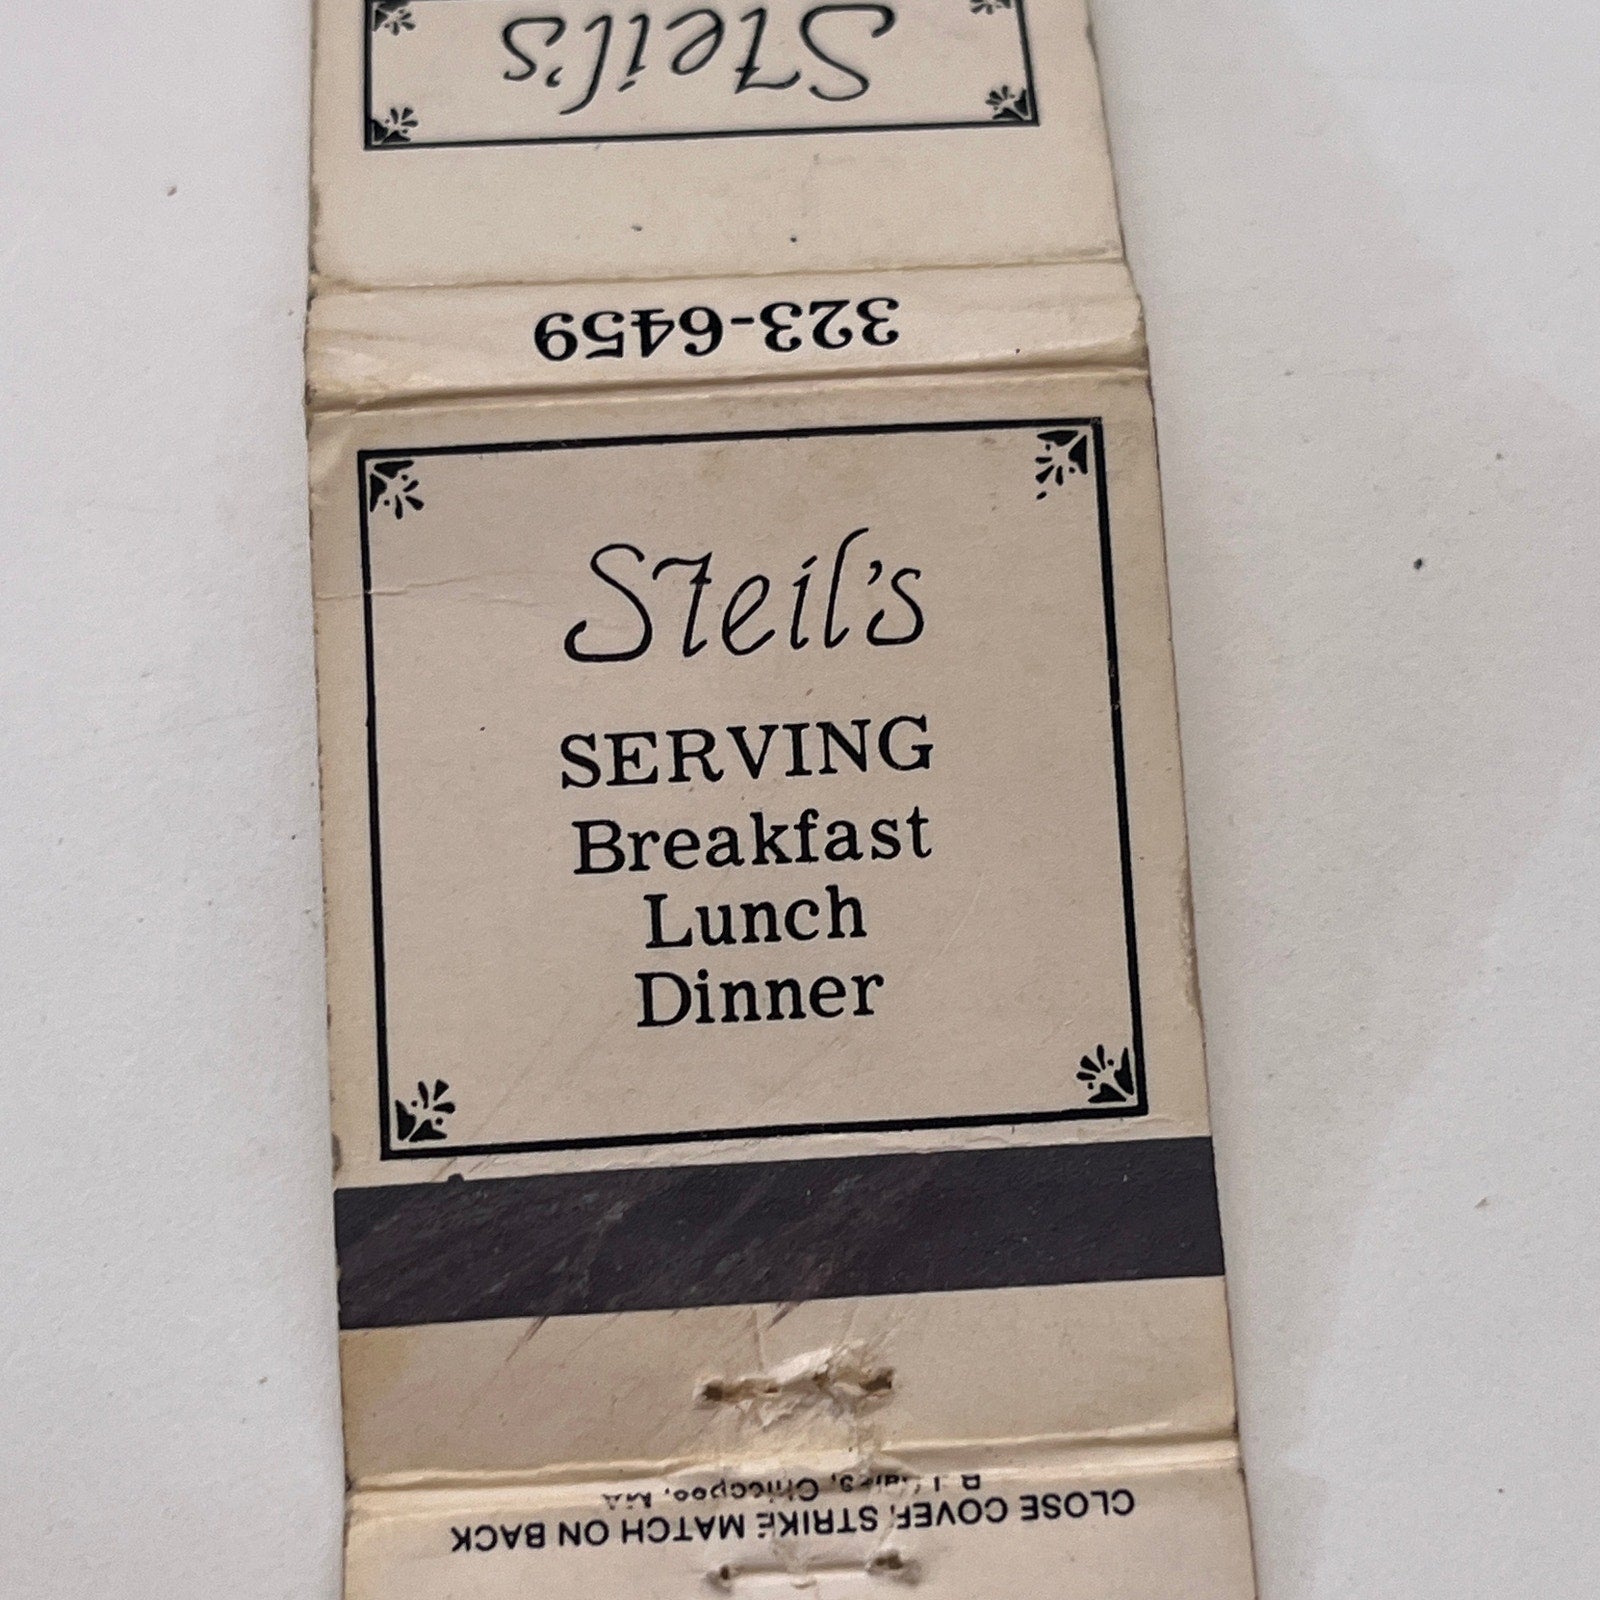 Steil's
323-6459
Steil's
SERVING
Breakfast
Lunch
Dinner
CLOSE COVER STRIKE MATCH ON BACK
Chicopee, MA